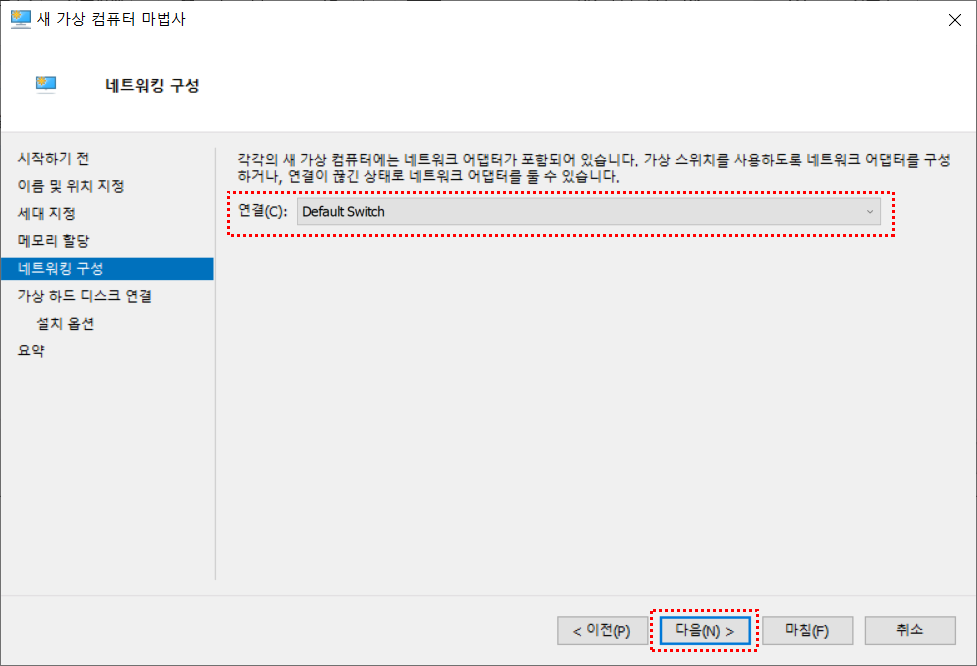 새 가상 컴퓨터 마법사
네트워킹 구성
시작하기 전
이름 및 위치 지정
세대 지정
메모리 할당
네트워킹 구성
가상 하드 디스크 연결
설치 옵션
요약
각각의 새 가상 컴퓨터에는 네트워크 어댑터가 포함되어 있습니다. 가상 스위치를 사용하도록 네트워크 어댑터를 구성
하거나, 연결이 끊긴 상태로 네트워크 어댑터를 둘 수 있습니다.
연결(C): Default Switch
< 이전(P) 다음(N) > 마침(F) 취소